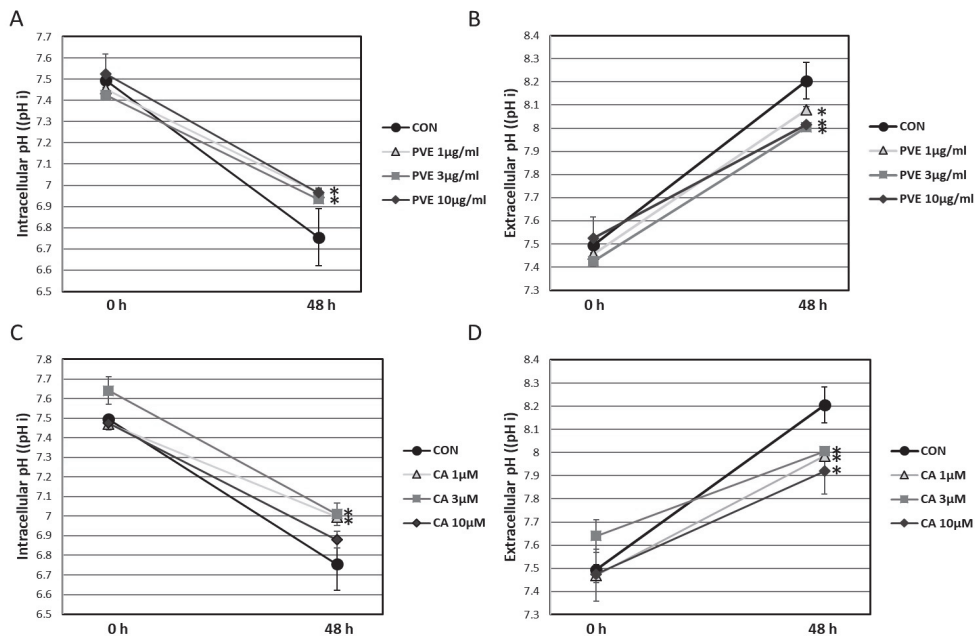 A
Intracellular pH ((pH i)
7.7
7.6
7.5
7.4
7.3
7.2
7.1
7
6.9
6.8
6.7
6.6
6.5
*
*
0 h
48 h
CON
PVE 1μg/ml
PVE 3μg/ml
PVE 10μg/ml
B
Extracellular pH ((pH i)
8.4
8.3
8.2
8.1
8
7.9
7.8
7.7
7.6
7.5
7.4
7.3
*
*
*
0 h
48 h
CON
PVE 1μg/ml
PVE 3μg/ml
PVE 10μg/ml
C
Intracellular pH ((pH i)
7.8
7.7
7.6
7.5
7.4
7.3
7.2
7.1
7
6.9
6.8
6.7
6.6
6.5
*
*
0 h
48 h
CON
CA 1μM
CA 3μM
CA 10μM
D
Extracellular pH ((pH i)
8.4
8.3
8.2
8.1
8
7.9
7.8
7.7
7.6
7.5
7.4
7.3
*
*
*
0 h
48 h
CON
CA 1μM
CA 3μM
CA 10μM